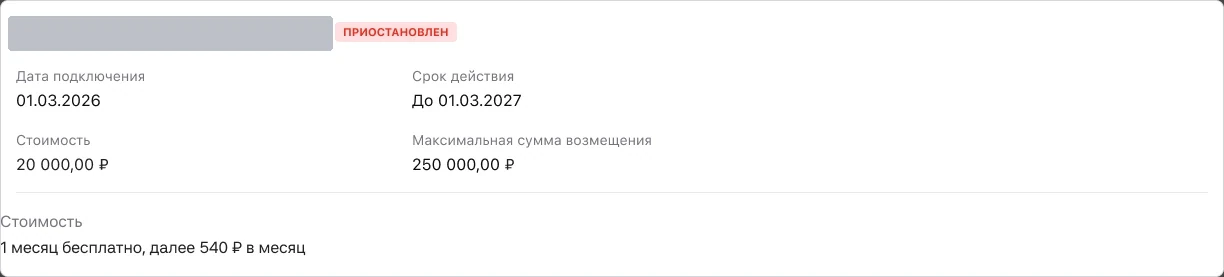 ПРИОСТАНОВЛЕН
Дата подключения
01.03.2026
Срок действия
До 01.03.2027
Стоимость
20 000,00 ₽
Максимальная сумма возмещения
250 000,00 ₽
Стоимость
1 месяц бесплатно, далее 540 ₽ в месяц